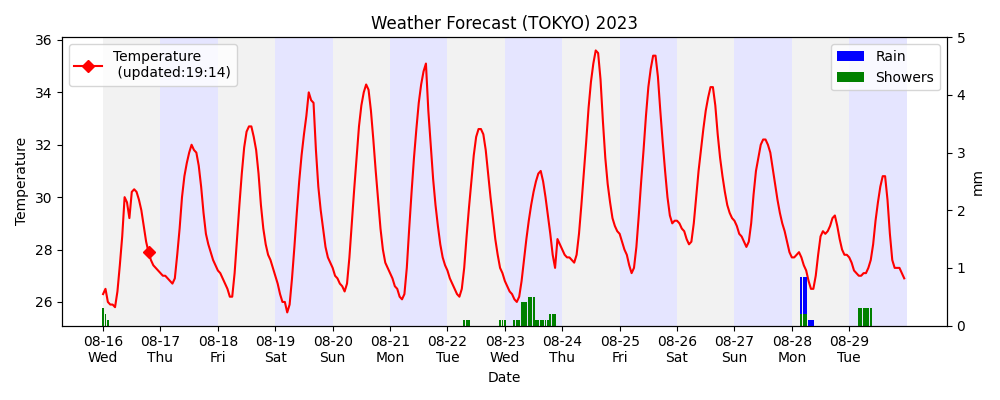 Weather Forecast (TOKYO) 2023
Temperature
(updated:19:14)
Rain
Showers
Temperature
36
34
32
30
28
26
5
4
3
2
1
0
mm
08-16 08-17 08-18 08-19 08-20 08-21 08-22 08-23 08-24 08-25 08-26 08-27 08-28 08-29
Wed Thu Fri Sat Sun Mon Tue Wed Thu Fri Sat Sun Mon Tue
Date